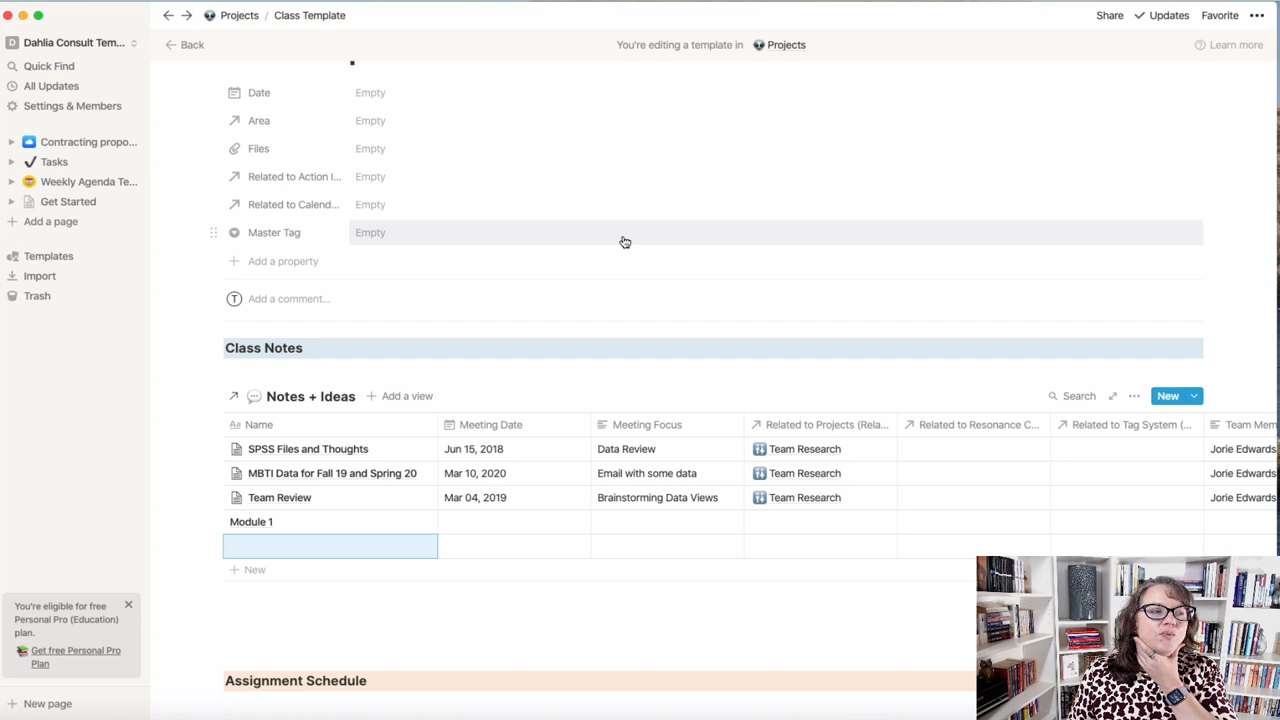 Projects / Class Template
Share Updates Favorite
D Dahlia Consult Tem...
Back
You're editing a template in Projects
Learn more
Quick Find
All Updates
Settings & Members
Contracting propo...
Tasks
Weekly Agenda Te...
Get Started
Add a page
Templates
Import
Trash
Date Empty
Area Empty
Files Empty
Related to Action I... Empty
Related to Calend... Empty
Master Tag Empty
Add a property
T Add a comment...
Class Notes
Notes + Ideas Add a view
Search New
Aa Name Meeting Date Meeting Focus Related to Projects (Rela... Related to Resonance C... Related to Tag System (... Team Mem
SPSS Files and Thoughts Jun 15, 2018 Data Review Team Research Jorie Edwards
MBTI Data for Fall 19 and Spring 20 Mar 10, 2020 Email with some data Team Research Jorie Edwards
Team Review Mar 04, 2019 Brainstorming Data Views Team Research Jorie Edwards
Module 1
New
Assignment Schedule
You're eligible for free
Personal Pro (Education)
plan.
Get free Personal Pro
Plan
New page